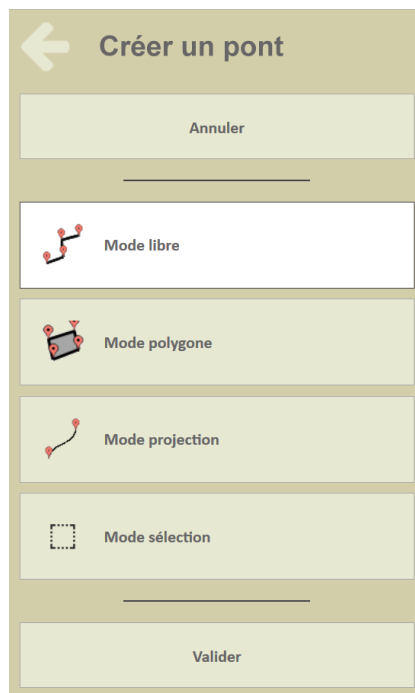 Créer un pont
Annuler
Mode libre
Mode polygone
Mode projection
Mode sélection
Valider